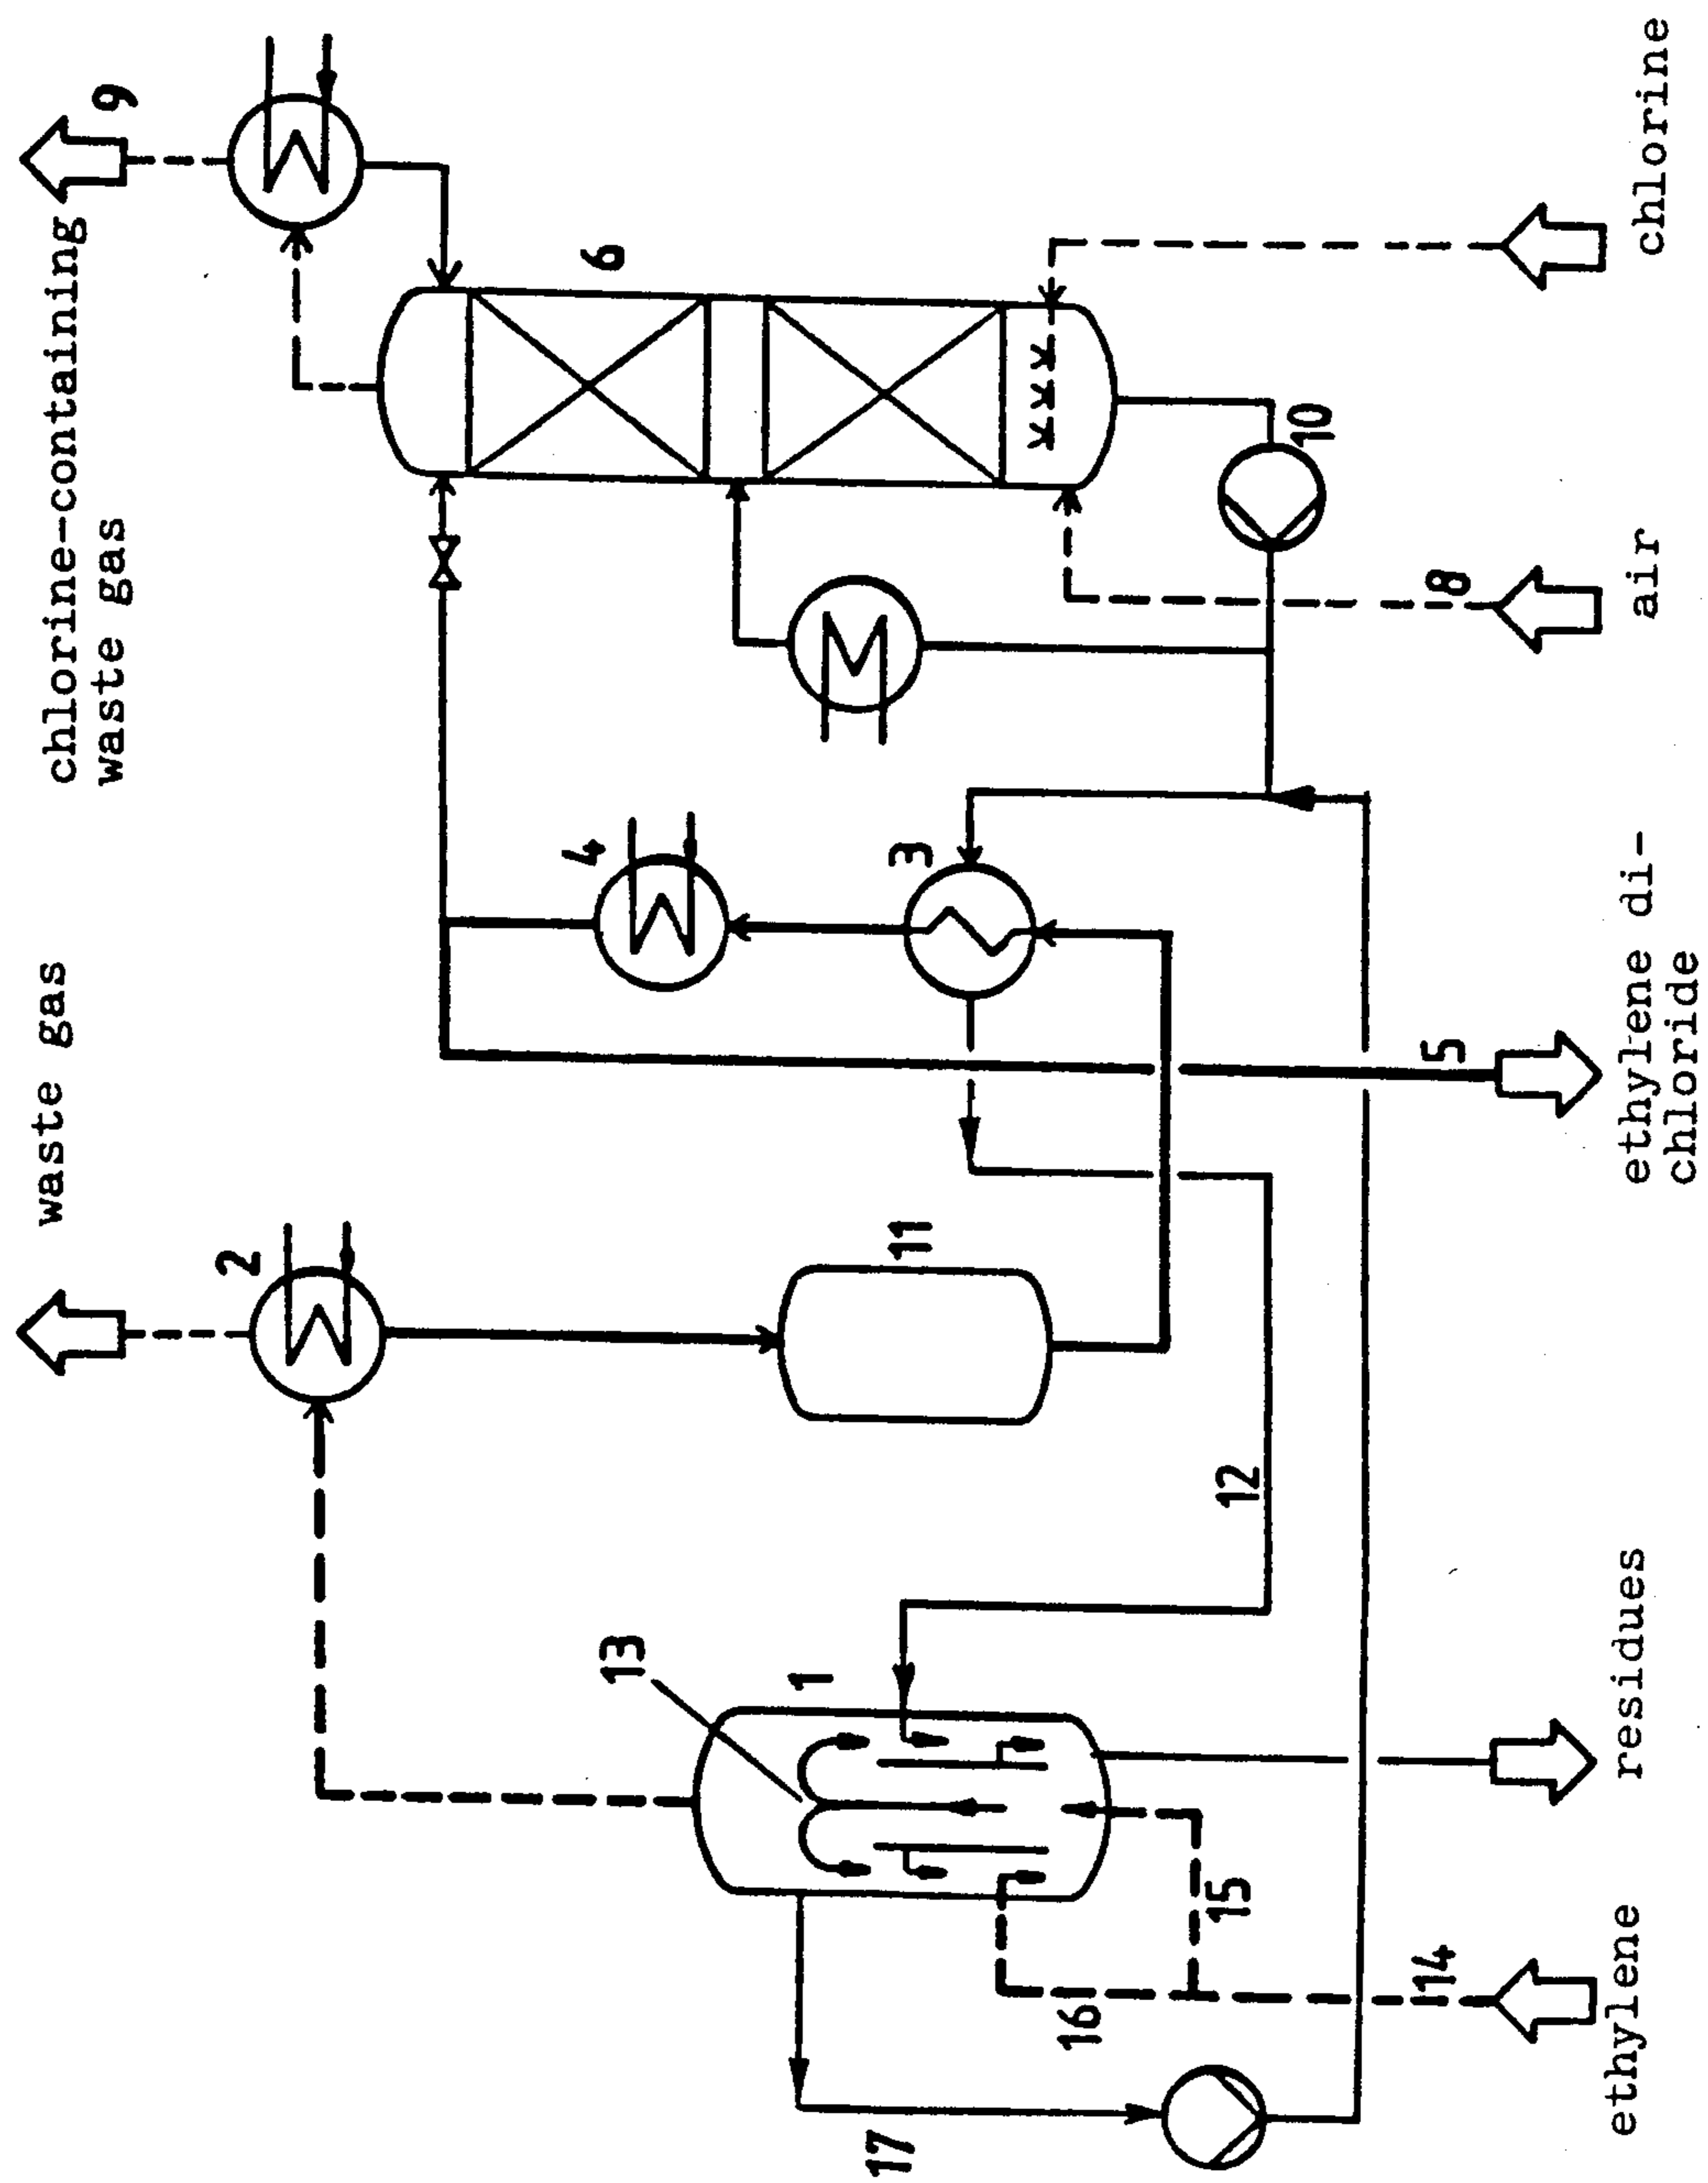 waste gas
chlorine-containing
waste gas
9
2
13
4
6
1
17
11
3
16
15
12
10
14
5
8
ethylene
residues
ethylene di-
chloride
air
chlorine